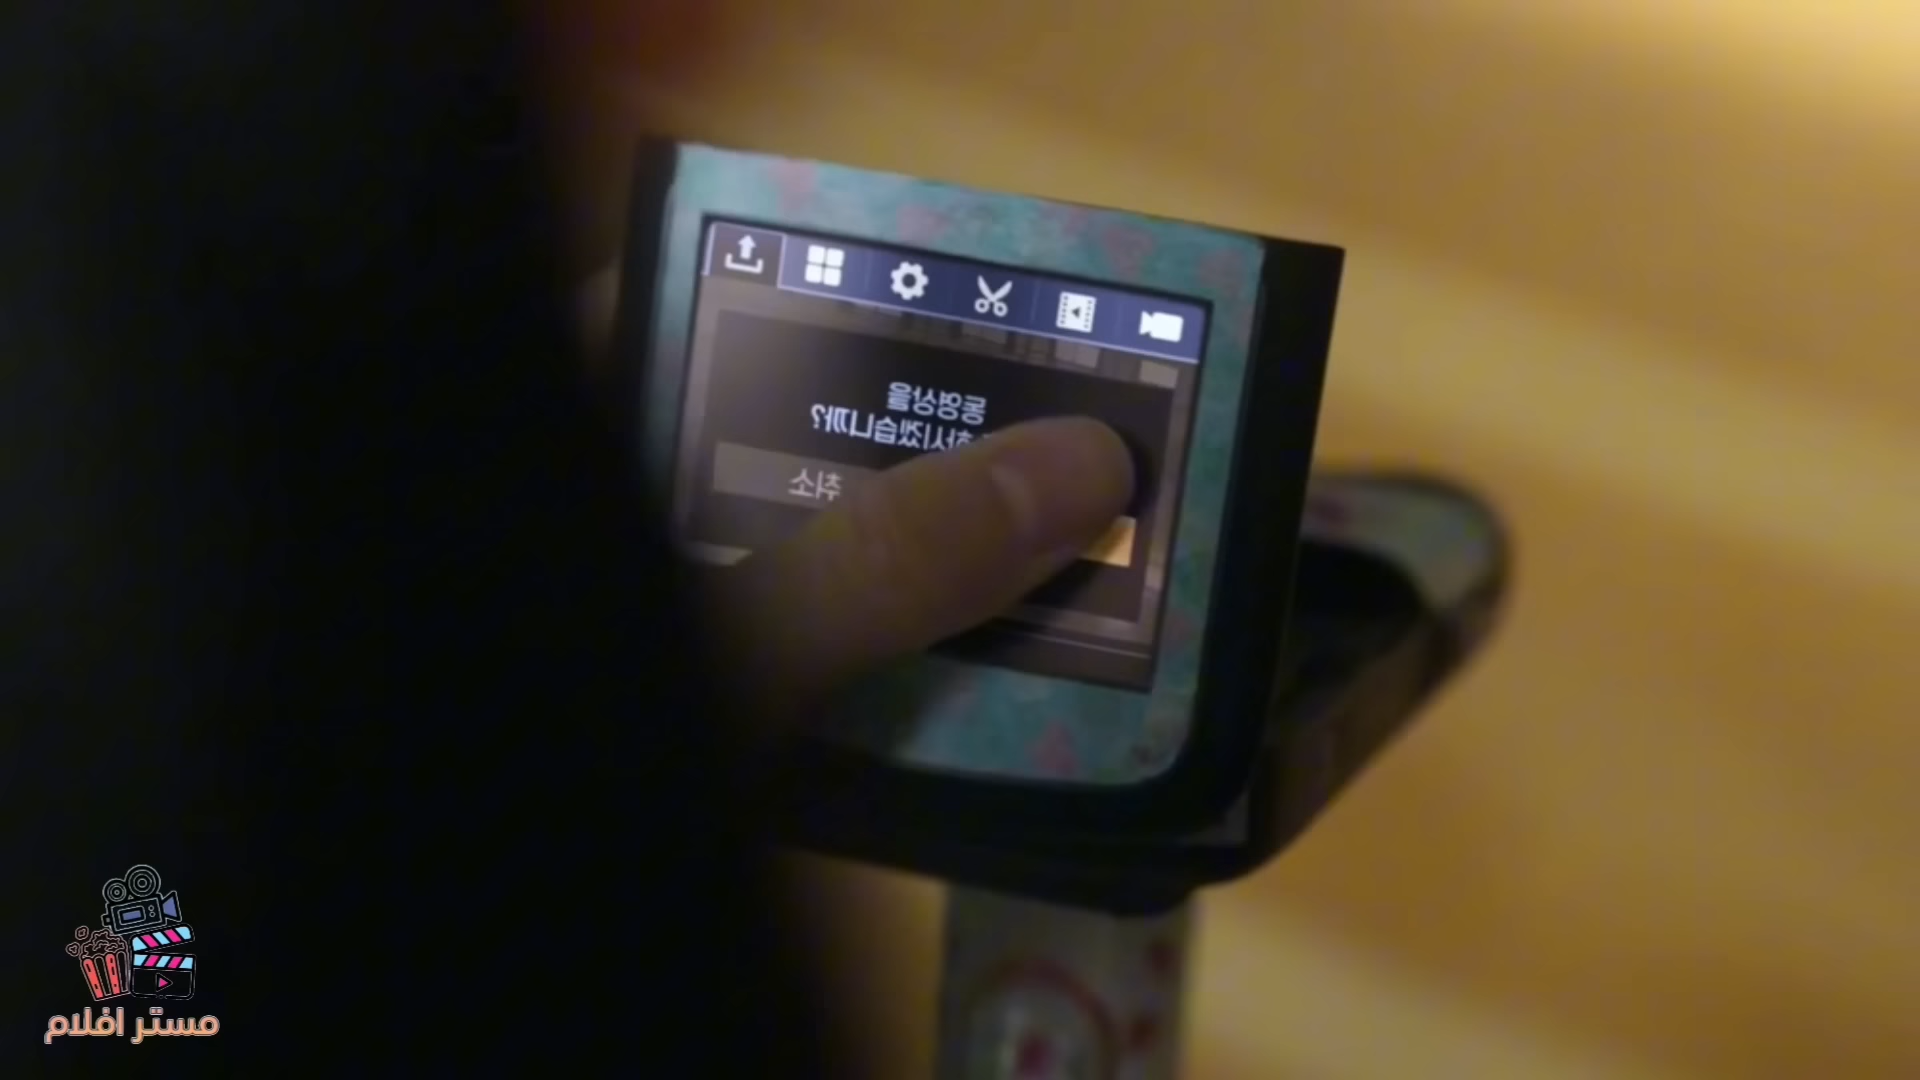 동영상을
하시겠습니까?
취소
مستر افلام